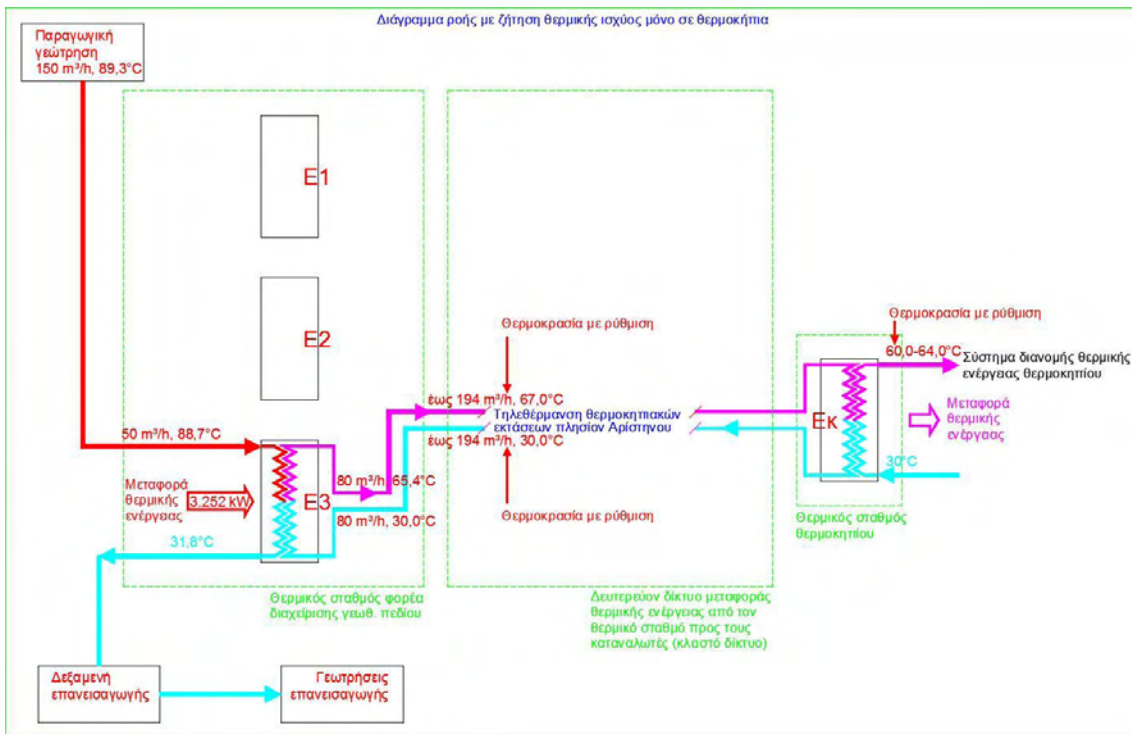 Διάγραμμα ροής με ζήτηση θερμικής ισχύος μόνο σε θερμοκήπια
Παραγωγική
γεώτρηση
150 m³/h, 89,3°C
E1
E2
Θερμοκρασία με ρύθμιση
Θερμοκρασία με ρύθμιση
60,0-64,0°C
Σύστημα διανομής θερμικής
ενέργειας θερμοκηπίου
έως 194 m³/h, 67,0°C
Τηλεθέρμανση θερμοκηπιακών
εκτάσεων πλησίον Αρίστηνου
έως 194 m³/h, 30,0°C
Εκ
Μεταφορά
θερμικής
ενέργειας
50 m³/h, 88,7°C
30°C
80 m³/h, 65,4°C
Μεταφορά
θερμικής
ενέργειας
3.252 kW
E3
80 m³/h, 30,0°C
Θερμοκρασία με ρύθμιση
Θερμικός σταθμός
θερμοκηπίου
31,8°C
Θερμικός σταθμός φορέα
διαχείρισης γεωθ. πεδίου
Δευτερεύον δίκτυο μεταφοράς
θερμικής ενέργειας από τον
θερμικό σταθμό προς τους
καταναλωτές (κλαστό δίκτυο)
Δεξαμενή
επανεισαγωγής
Γεωτρήσεις
επανεισαγωγής